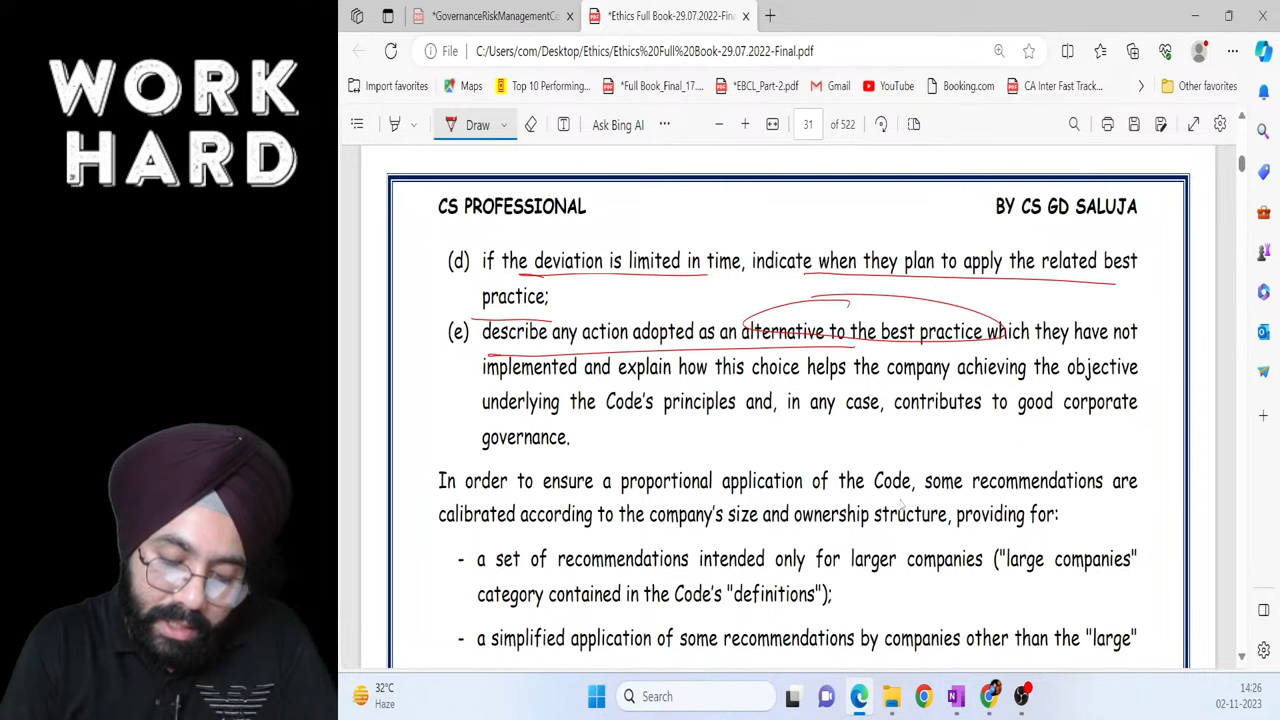 WORK
HARD
*GovernanceRiskManagementCo
*Ethics Full Book-29.07.2022-Fina
File
C:/Users/com/Desktop/Ethics/Ethics%20Full%20Book-29.07.2022-Final.pdf
Import favorites
Maps
Top 10 Performing...
*Full book_Final_17....
*EBCL_Part 2.pdf
Gmail
YouTube
Booking.com
CA Inter Fast Track...
Other favorites
Draw
Ask Bing AI
of 522
CS PROFESSIONAL
BY CS GD SALUJA
(d) if the deviation is limited in time, indicate when they plan to apply the related best
practice;
(e) describe any action adopted as an alternative to the best practice which they have not
implemented and explain how this choice helps the company achieving the objective
underlying the Code's principles and, in any case, contributes to good corporate
governance.
In order to ensure a proportional application of the Code, some recommendations are
calibrated according to the company's size and ownership structure, providing for:
- a set of recommendations intended only for larger companies ("large companies"
category contained in the Code's "definitions");
- a simplified application of some recommendations by companies other than the "large"
14:26
02-11-2023